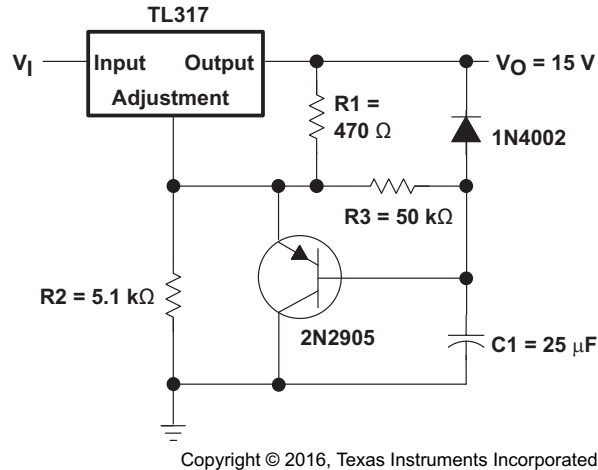 TL317
V_I Input Output V_O = 15 V
Adjustment
R1 =
470 Ω
1N4002
R3 = 50 kΩ
R2 = 5.1 kΩ
2N2905
C1 = 25 μF
Copyright © 2016, Texas Instruments Incorporated